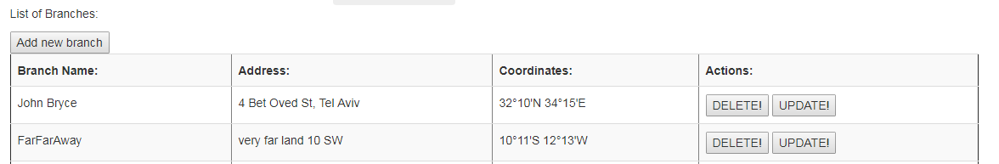 List of Branches:
Add new branch
Branch Name: Address: Coordinates: Actions:
John Bryce 4 Bet Oved St, Tel Aviv 32°10'N 34°15'E DELETE! UPDATE!
FarFarAway very far land 10 SW 10°11'S 12°13'W DELETE! UPDATE!